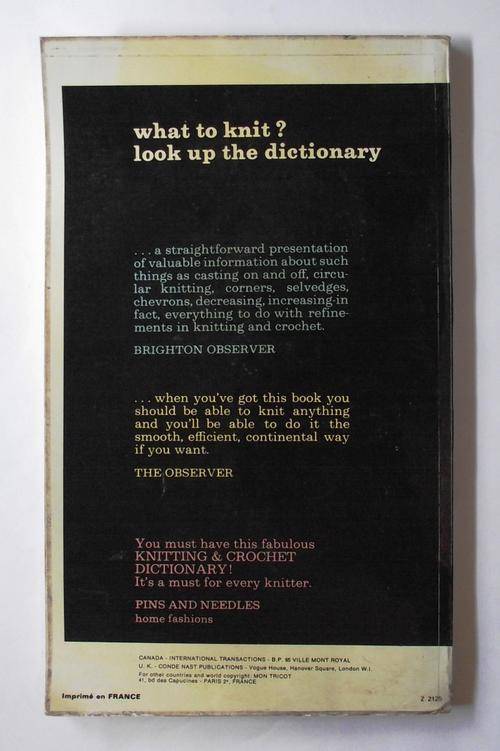 what to knit ?
look up the dictionary
. . . a straightforward presentation
of valuable information about such
things as casting on and off, circu-
lar knitting, corners, selvedges,
chevrons, decreasing, increasing-in
fact, everything to do with refine-
ments in knitting and crochet.
BRIGHTON OBSERVER
. . . when you've got this book you
should be able to knit anything
and you'll be able to do it the
smooth, efficient, continental way
if you want.
THE OBSERVER
You must have this fabulous
KNITTING & CROCHET
DICTIONARY!
It's a must for every knitter.
PINS AND NEEDLES
home fashions
CANADA - INTERNATIONAL TRANSACTIONS - B.P. 95 VILLE MONT ROYAL
U. K. - CONDE NAST PUBLICATIONS - Vogue House, Hanover Square, London W.I.
For other countries and world copyright: MON TRICOT
41, bd des Capucines - PARIS 2e, FRANCE
Imprimé en FRANCE
Z. 2125